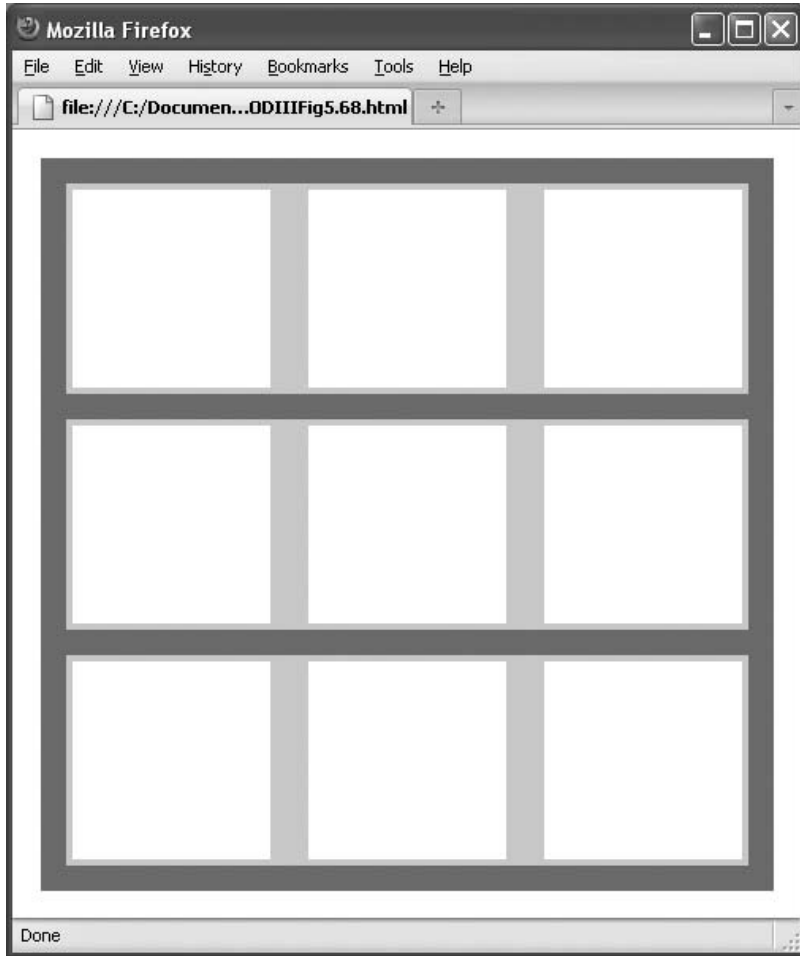 Mozilla Firefox
File Edit View History Bookmarks Tools Help
file:///C:/Documen...ODIIIFig5.68.html
Done